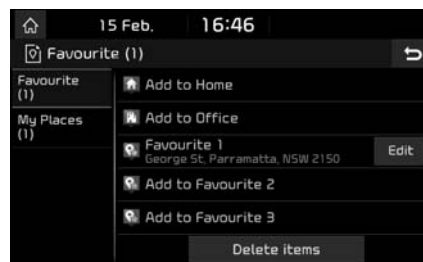 15 Feb. 16:46
Favourite (1)
Favourite
(1)
Add to Home
My Places
(1)
Add to Office
Favourite 1
George St, Parramatta, NSW 2150
Edit
Add to Favourite 2
Add to Favourite 3
Delete items